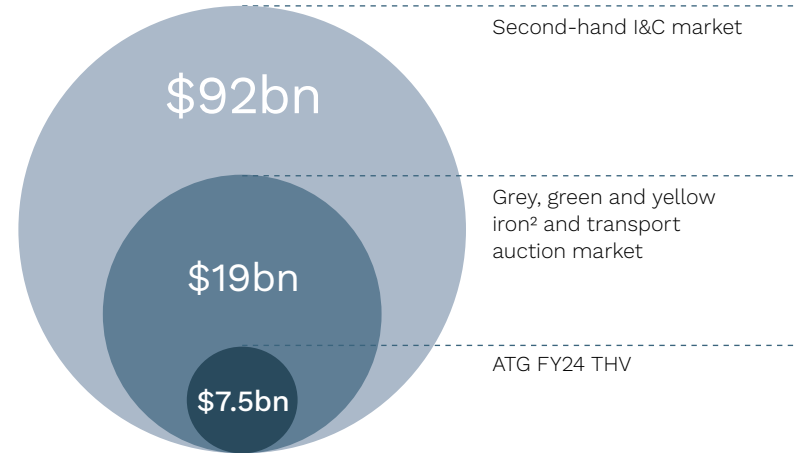 Second-hand I&C market
$92bn
Grey, green and yellow
iron² and transport
auction market
$19bn
ATG FY24 THV
$7.5bn